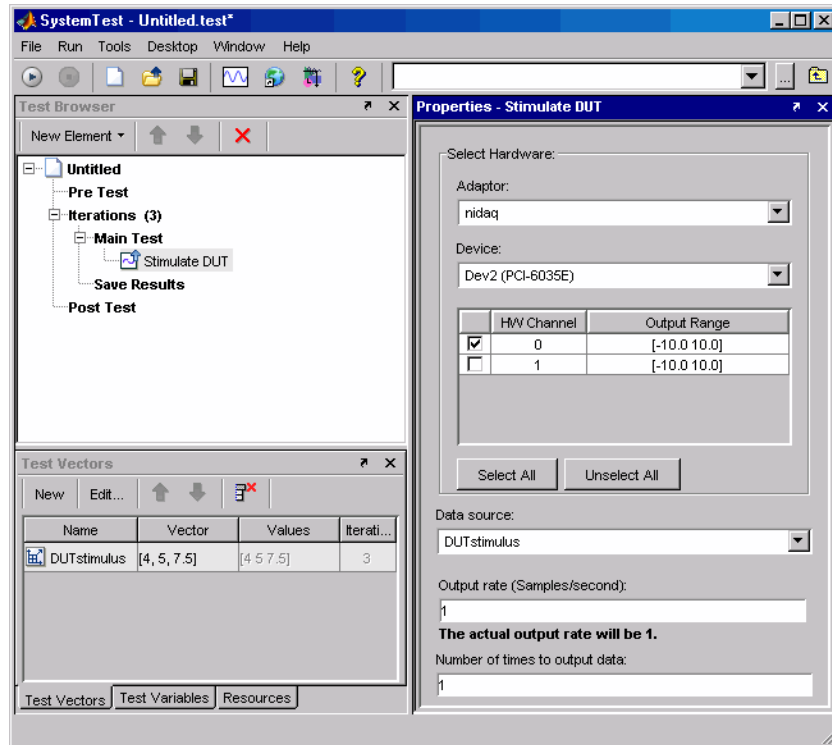 SystemTest - Untitled.test*
File Run Tools Desktop Window Help
Test Browser
New Element
Untitled
Pre Test
Iterations (3)
Main Test
Stimulate DUT
Save Results
Post Test
Test Vectors
New Edit...
Name Vector Values Iterati...
DUTstimulus [4, 5, 7.5] [4 5 7.5] 3
Test Vectors Test Variables Resources
Properties - Stimulate DUT
Select Hardware:
Adaptor:
nidaq
Device:
Dev2 (PCI-6035E)
HW Channel Output Range
0 [-10.0 10.0]
1 [-10.0 10.0]
Select All Unselect All
Data source:
DUTstimulus
Output rate (Samples/second):
1
The actual output rate will be 1.
Number of times to output data:
1